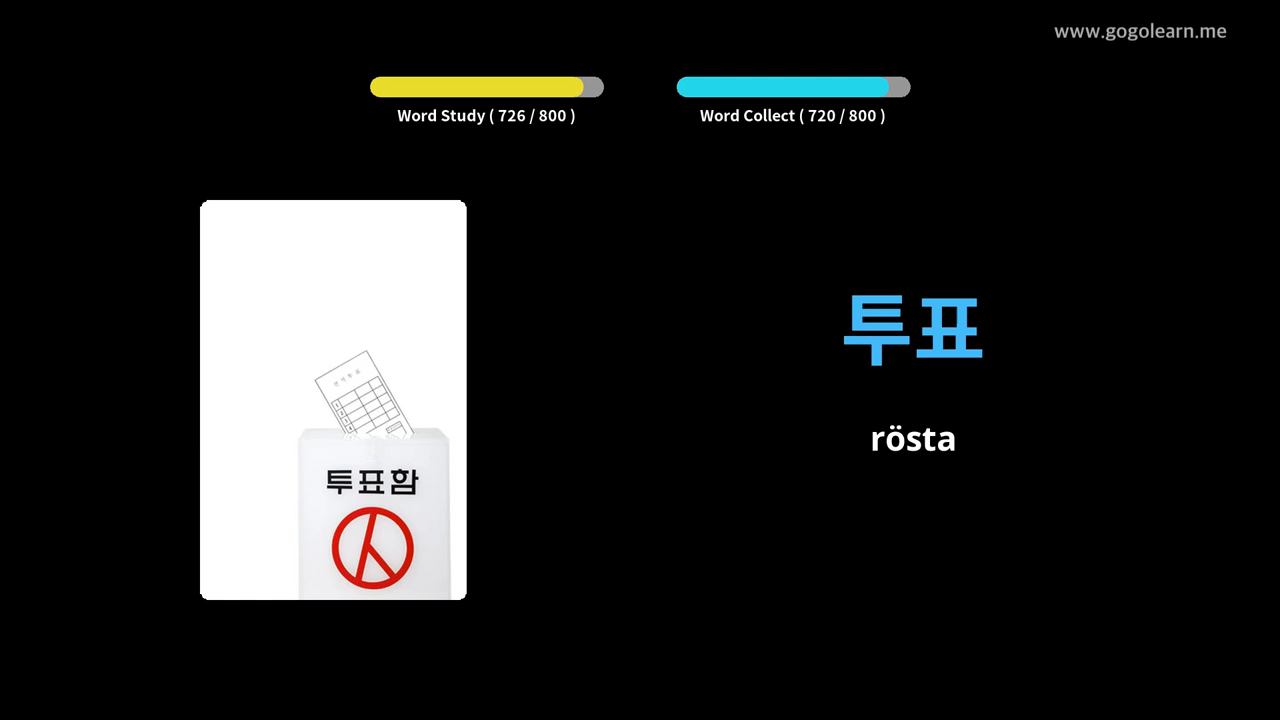 www.gogolearn.me
Word Study ( 726 / 800 )
Word Collect ( 720 / 800 )
투표
rösta
투표함